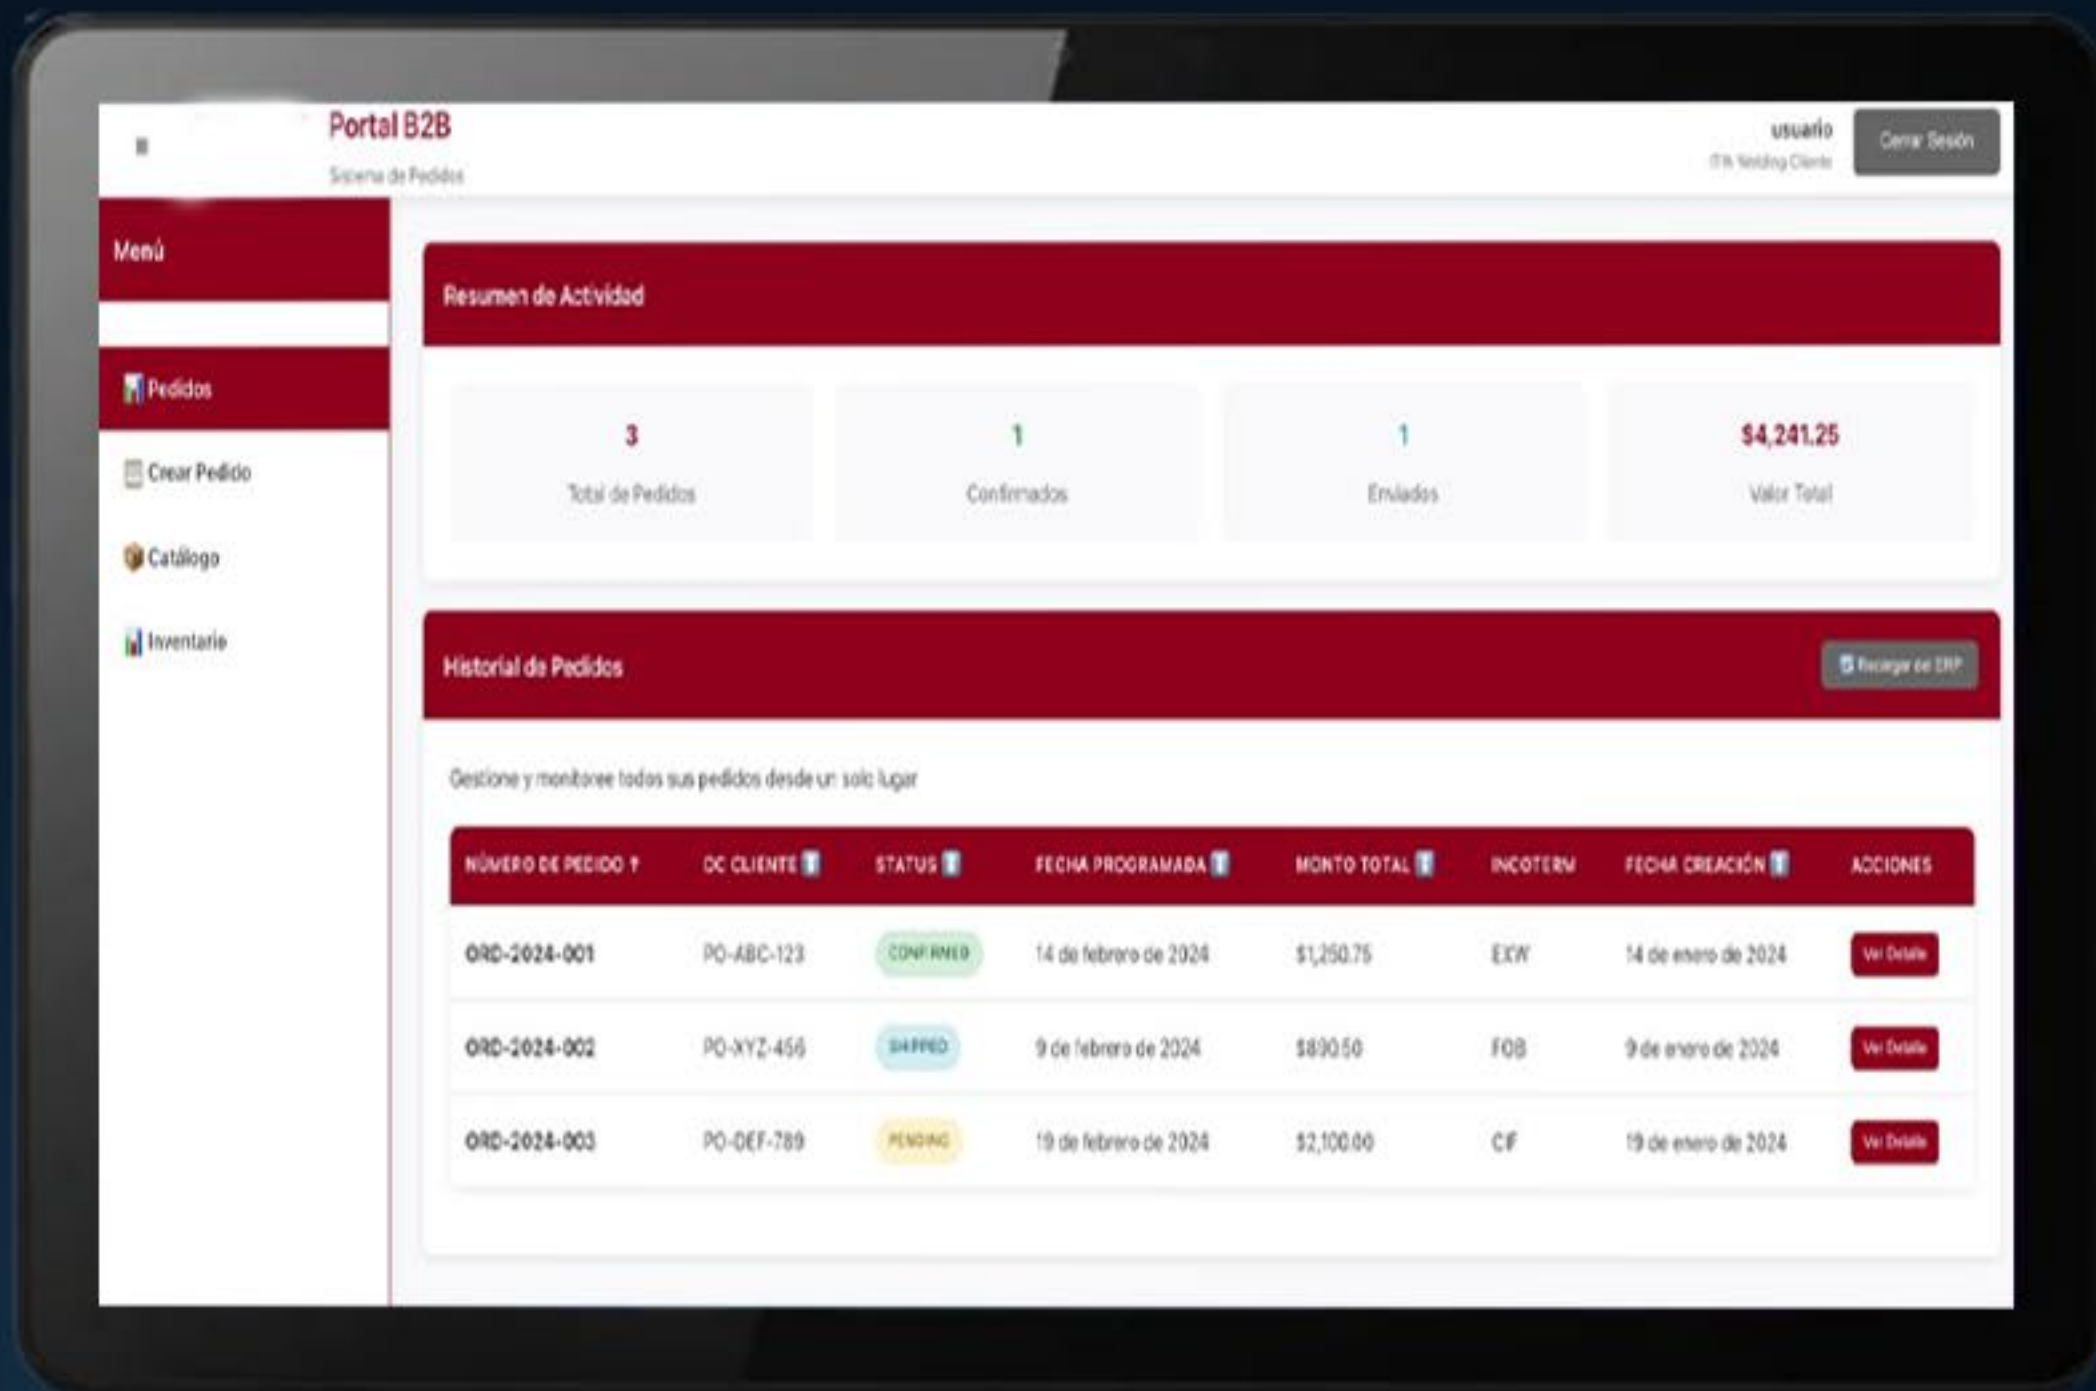 Portal B2B
Sistema de Pedidos
usuario
ITW Welding Cliente
Cerrar Sesión
Menú
Pedidos
Crear Pedido
Catálogo
Inventario
Resumen de Actividad
3
Total de Pedidos
1
Confirmados
1
Enviados
$4,241.25
Valor Total
Historial de Pedidos
Recargar del ERP
Gestione y monitoree todos sus pedidos desde un solo lugar
NÚMERO DE PEDIDO ↑ OC CLIENTE STATUS FECHA PROGRAMADA MONTO TOTAL INCOTERM FECHA CREACIÓN ACCIONES
ORD-2024-001 PO-ABC-123 CONFIRMED 14 de febrero de 2024 $1,250.75 EXW 14 de enero de 2024 Ver Detalle
ORD-2024-002 PO-XYZ-456 SHIPPED 9 de febrero de 2024 $890.50 FOB 9 de enero de 2024 Ver Detalle
ORD-2024-003 PO-DEF-789 PENDING 19 de febrero de 2024 $2,100.00 CIF 19 de enero de 2024 Ver Detalle